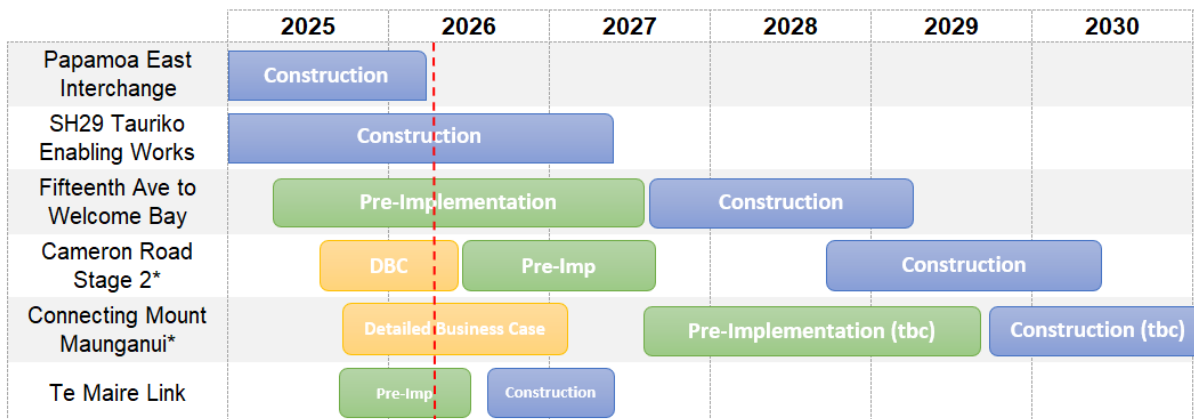 2025 2026 2027 2028 2029 2030
Papamoa East
Interchange
Construction
SH29 Tauriko
Enabling Works
Construction
Fifteenth Ave to
Welcome Bay
Pre-Implementation
Construction
Cameron Road
Stage 2*
DBC
Pre-Imp
Construction
Connecting Mount
Maunganui*
Detailed Business Case
Pre-Implementation (tbc)
Construction (tbc)
Te Maire Link
Pre-Imp
Construction